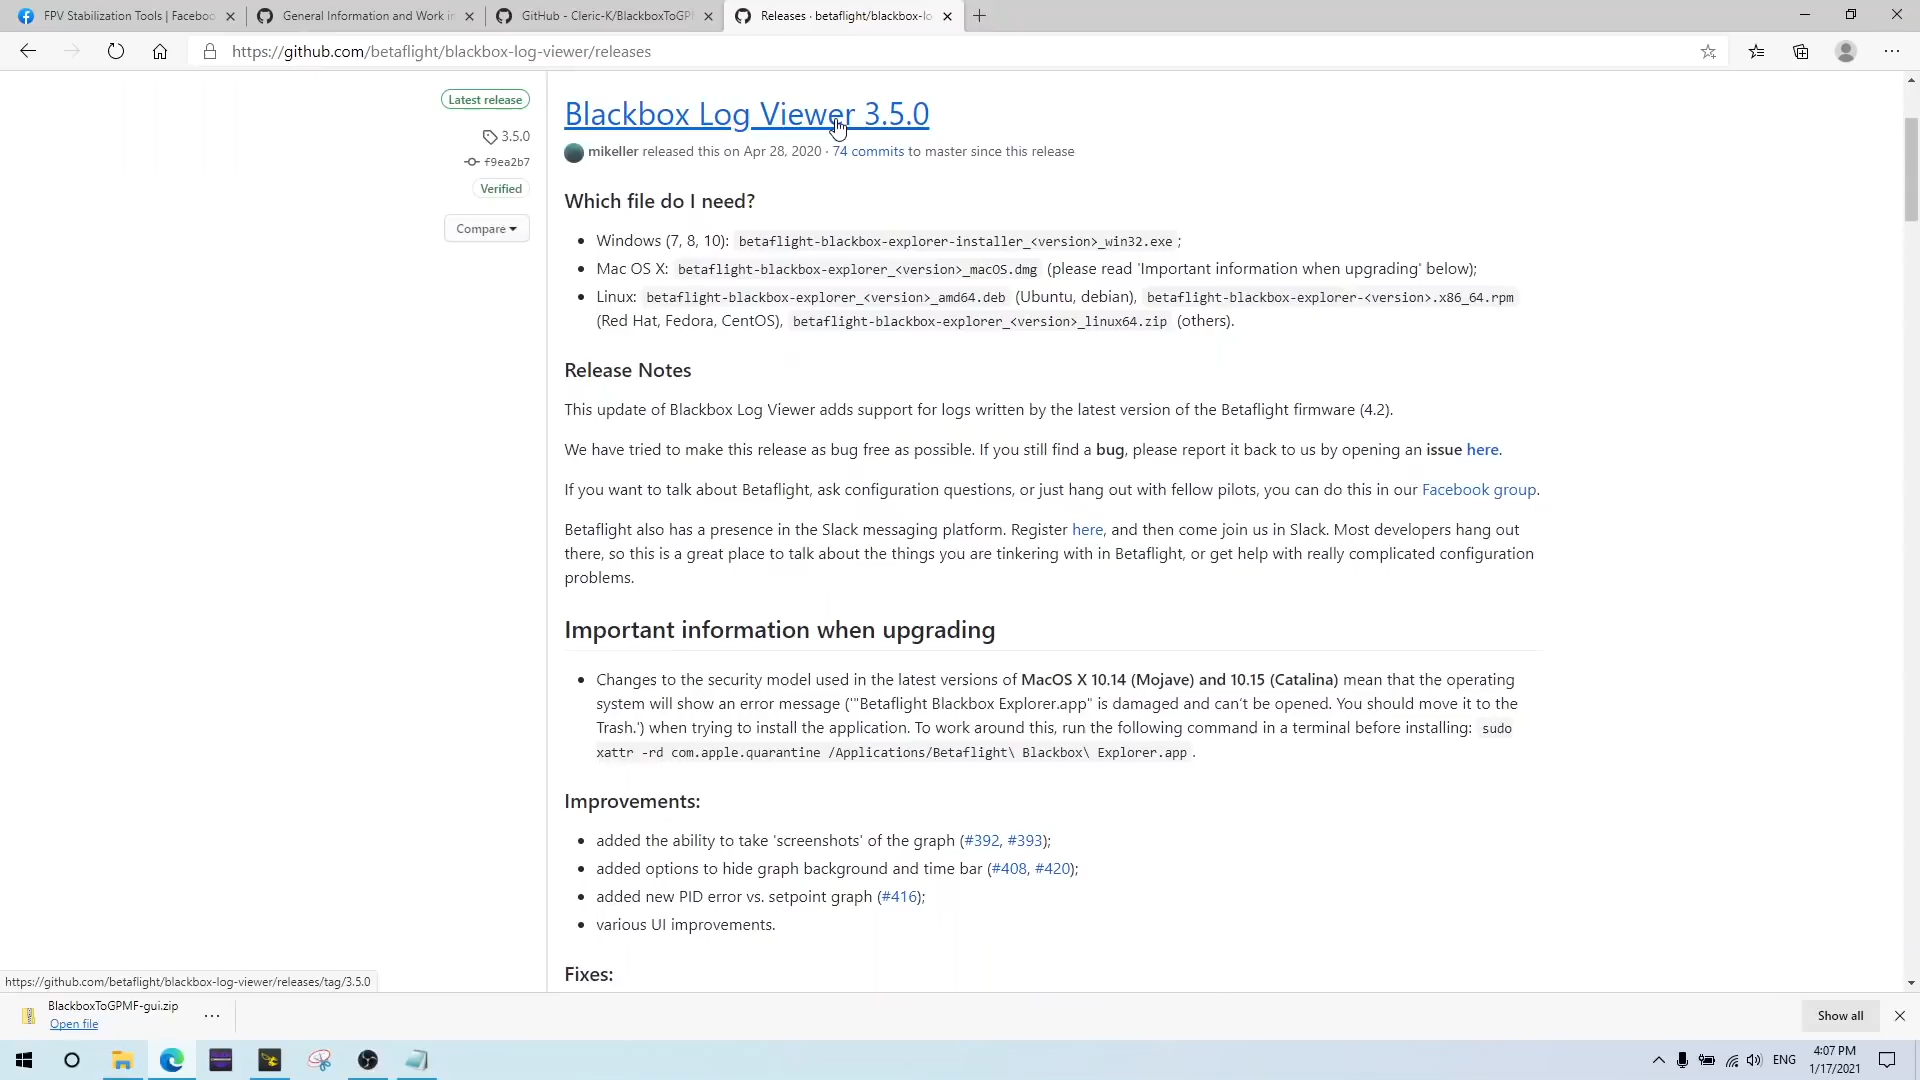 FPV Stabilization Tools | Faceboo
General Information and Work in
GitHub - Cleric-K/BlackboxToGPM
Releases · betaflight/blackbox-lo
https://github.com/betaflight/blackbox-log-viewer/releases
Latest release
3.5.0
f9ea2b7
Verified
Compare
Blackbox Log Viewer 3.5.0
mikeller released this on Apr 28, 2020 · 74 commits to master since this release
Which file do I need?
• Windows (7, 8, 10): betaflight-blackbox-explorer-installer_<version>_win32.exe ;
• Mac OS X: betaflight-blackbox-explorer_<version>_macOS.dmg (please read 'Important information when upgrading' below);
• Linux: betaflight-blackbox-explorer_<version>_amd64.deb (Ubuntu, debian), betaflight-blackbox-explorer-<version>.x86_64.rpm
(Red Hat, Fedora, CentOS), betaflight-blackbox-explorer_<version>_linux64.zip (others).
Release Notes
This update of Blackbox Log Viewer adds support for logs written by the latest version of the Betaflight firmware (4.2).
We have tried to make this release as bug free as possible. If you still find a bug, please report it back to us by opening an issue here.
If you want to talk about Betaflight, ask configuration questions, or just hang out with fellow pilots, you can do this in our Facebook group.
Betaflight also has a presence in the Slack messaging platform. Register here, and then come join us in Slack. Most developers hang out
there, so this is a great place to talk about the things you are tinkering with in Betaflight, or get help with really complicated configuration
problems.
Important information when upgrading
• Changes to the security model used in the latest versions of MacOS X 10.14 (Mojave) and 10.15 (Catalina) mean that the operating
system will show an error message ('"Betaflight Blackbox Explorer.app" is damaged and can't be opened. You should move it to the
Trash.') when trying to install the application. To work around this, run the following command in a terminal before installing: sudo
xattr -rd com.apple.quarantine /Applications/Betaflight\ Blackbox\ Explorer.app .
Improvements:
• added the ability to take 'screenshots' of the graph (#392, #393);
• added options to hide graph background and time bar (#408, #420);
• added new PID error vs. setpoint graph (#416);
• various UI improvements.
Fixes:
https://github.com/betaflight/blackbox-log-viewer/releases/tag/3.5.0
BlackboxToGPMF-gui.zip
Open file
Show all
ENG
4:07 PM
1/17/2021